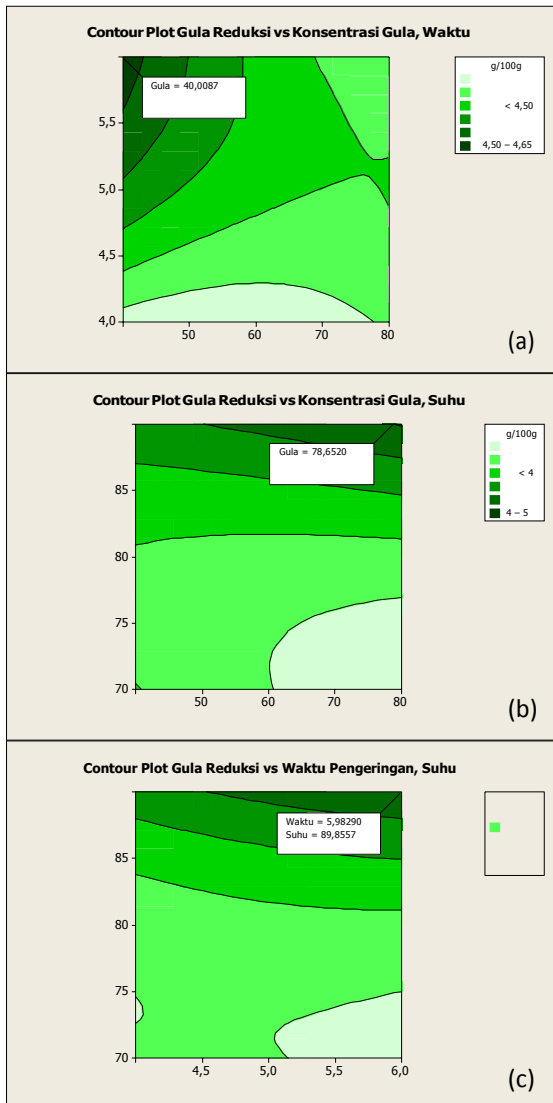 Contour Plot Gula Reduksi vs Konsentrasi Gula, Waktu
g/100g
< 4,50
4,50 – 4,65
Gula = 40,0087
5,5
5,0
4,5
4,0
50 60 70 80
(a)
Contour Plot Gula Reduksi vs Konsentrasi Gula, Suhu
g/100g
< 4
4 – 5
Gula = 78,6520
85
80
75
70
50 60 70 80
(b)
Contour Plot Gula Reduksi vs Waktu Pengeringan, Suhu
Waktu = 5,98290
Suhu = 89,8557
85
80
75
70
4,5 5,0 5,5 6,0
(c)